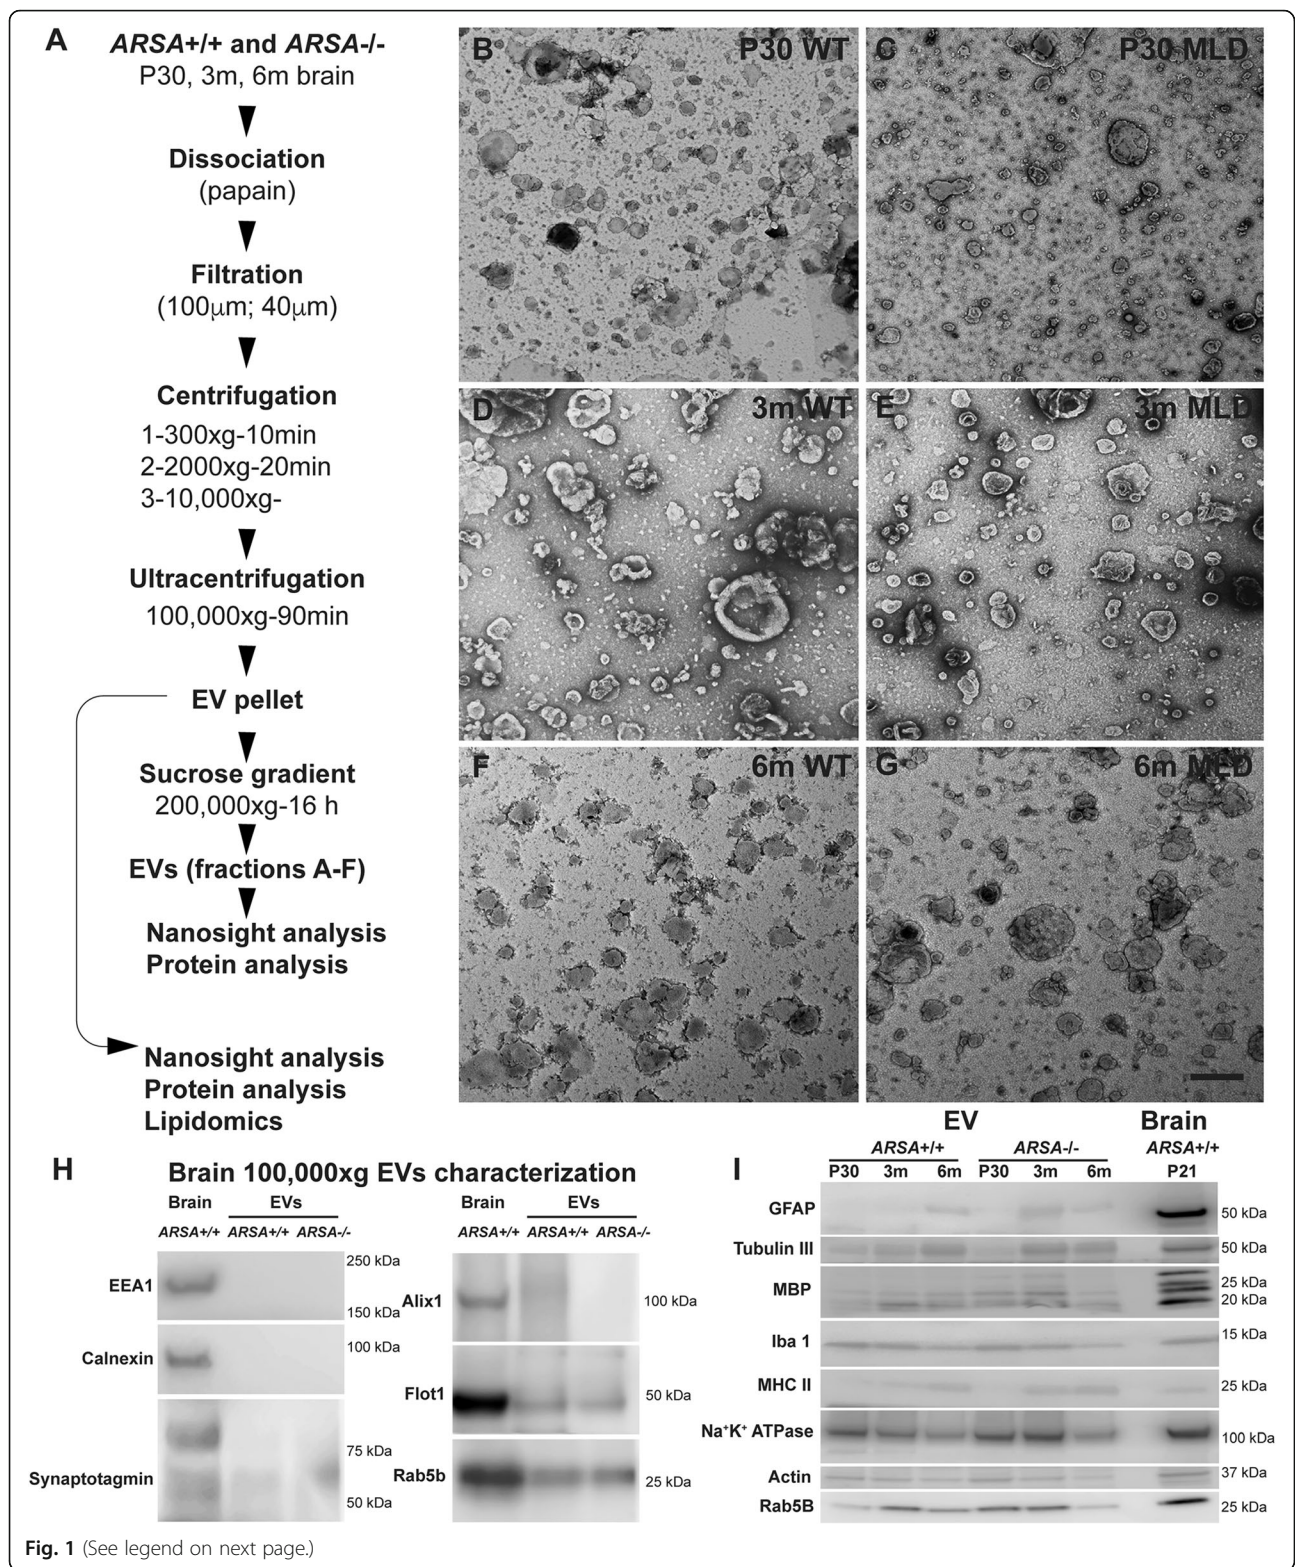 A
ARSA+/+ and ARSA-/-
P30, 3m, 6m brain
Dissociation
(papain)
Filtration
(100μm; 40μm)
Centrifugation
1-300xg-10min
2-2000xg-20min
3-10,000xg-
Ultracentrifugation
100,000xg-90min
EV pellet
Sucrose gradient
200,000xg-16 h
EVs (fractions A-F)
Nanosight analysis
Protein analysis
Nanosight analysis
Protein analysis
Lipidomics
B P30 WT
C P30 MLD
D 3m WT
E 3m MLD
F 6m WT
G 6m MLD
H Brain 100,000xg EVs characterization
Brain EVs
ARSA+/+ ARSA+/+ ARSA-/-
EEA1 250 kDa
150 kDa
Calnexin 100 kDa
Synaptotagmin 75 kDa
50 kDa
Brain EVs
ARSA+/+ ARSA+/+ ARSA-/-
Alix1 100 kDa
Flot1 50 kDa
Rab5b 25 kDa
I
EV Brain
ARSA+/+ ARSA-/- ARSA+/+
P30 3m 6m P30 3m 6m P21
GFAP 50 kDa
Tubulin III 50 kDa
MBP 25 kDa
20 kDa
Iba 1 15 kDa
MHC II 25 kDa
Na⁺K⁺ ATPase 100 kDa
Actin 37 kDa
Rab5B 25 kDa
Fig. 1 (See legend on next page.)